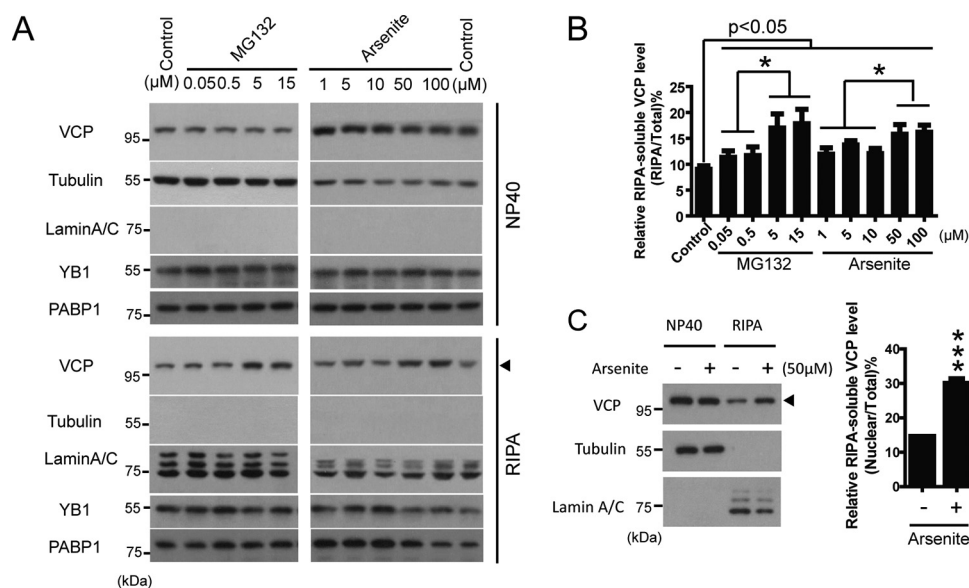 A
Control
MG132
Arsenite
Control
(μM) 0.05 0.5 5 15 1 5 10 50 100 (μM)
VCP
95
Tubulin
55
LaminA/C
75
YB1
55
PABP1
75
NP40
VCP
95
Tubulin
55
LaminA/C
75
YB1
55
PABP1
75
RIPA
(kDa)
B
p<0.05
* *
Relative RIPA-soluble VCP level
(RIPA/Total)%
25
20
15
10
5
0
Control 0.05 0.5 5 15 1 5 10 50 100 (μM)
MG132 Arsenite
C
NP40 RIPA
Arsenite - + - + (50μM)
VCP
95
Tubulin
55
Lamin A/C
75
(kDa)
Relative RIPA-soluble VCP level
(Nuclear/Total)%
40
30
20
10
0
***
- +
Arsenite